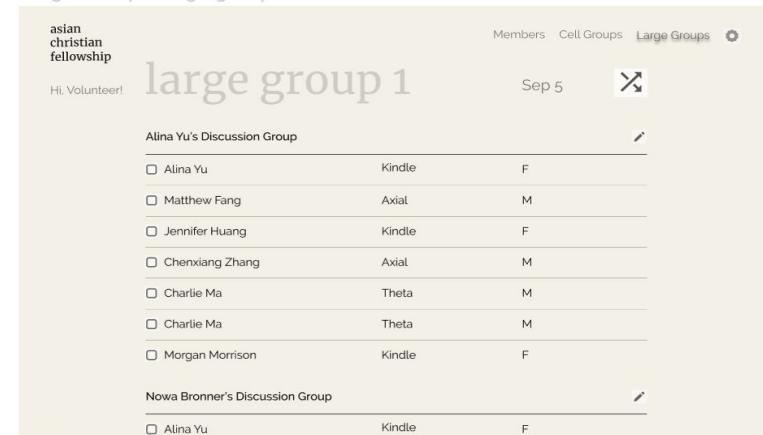 asian
christian
fellowship
Members Cell Groups Large Groups
Hi, Volunteer!
large group 1
Sep 5
Alina Yu's Discussion Group
Alina Yu Kindle F
Matthew Fang Axial M
Jennifer Huang Kindle F
Chenxiang Zhang Axial M
Charlie Ma Theta M
Charlie Ma Theta M
Morgan Morrison Kindle F
Nowa Bronner's Discussion Group
Alina Yu Kindle F